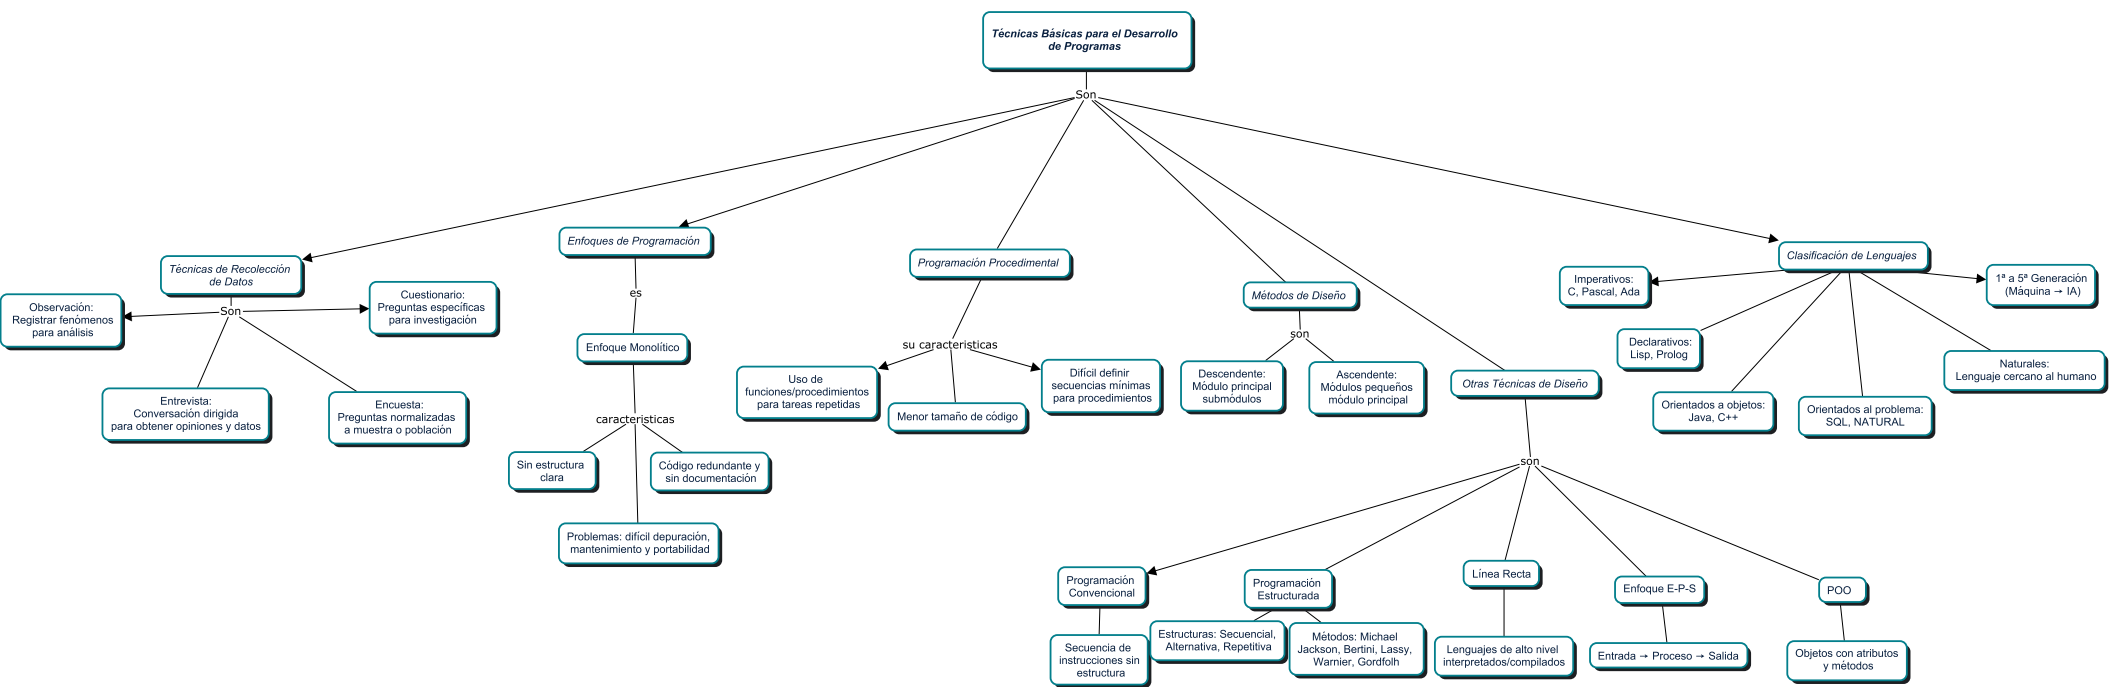 Técnicas Básicas para el Desarrollo
de Programas
Son
Técnicas de Recolección
de Datos
Son
Observación:
Registrar fenómenos
para análisis
Cuestionario:
Preguntas específicas
para investigación
Entrevista:
Conversación dirigida
para obtener opiniones y datos
Encuesta:
Preguntas normalizadas
a muestra o población
Enfoques de Programación
es
Enfoque Monolítico
caracteristicas
Sin estructura
clara
Código redundante y
sin documentación
Problemas: difícil depuración,
mantenimiento y portabilidad
Programación Procedimental
su caracteristicas
Uso de
funciones/procedimientos
para tareas repetidas
Menor tamaño de código
Difícil definir
secuencias mínimas
para procedimientos
Métodos de Diseño
son
Descendente:
Módulo principal
submódulos
Ascendente:
Módulos pequeños
módulo principal
Otras Técnicas de Diseño
son
Programación
Convencional
Secuencia de
instrucciones sin
estructura
Programación
Estructurada
Estructuras: Secuencial,
Alternativa, Repetitiva
Métodos: Michael
Jackson, Bertini, Lassy,
Warnier, Gordfolh
Línea Recta
Lenguajes de alto nivel
interpretados/compilados
Enfoque E-P-S
Entrada → Proceso → Salida
POO
Objetos con atributos
y métodos
Clasificación de Lenguajes
Imperativos:
C, Pascal, Ada
Declarativos:
Lisp, Prolog
Orientados a objetos:
Java, C++
Orientados al problema:
SQL, NATURAL
Naturales:
Lenguaje cercano al humano
1ª a 5ª Generación
(Máquina → IA)